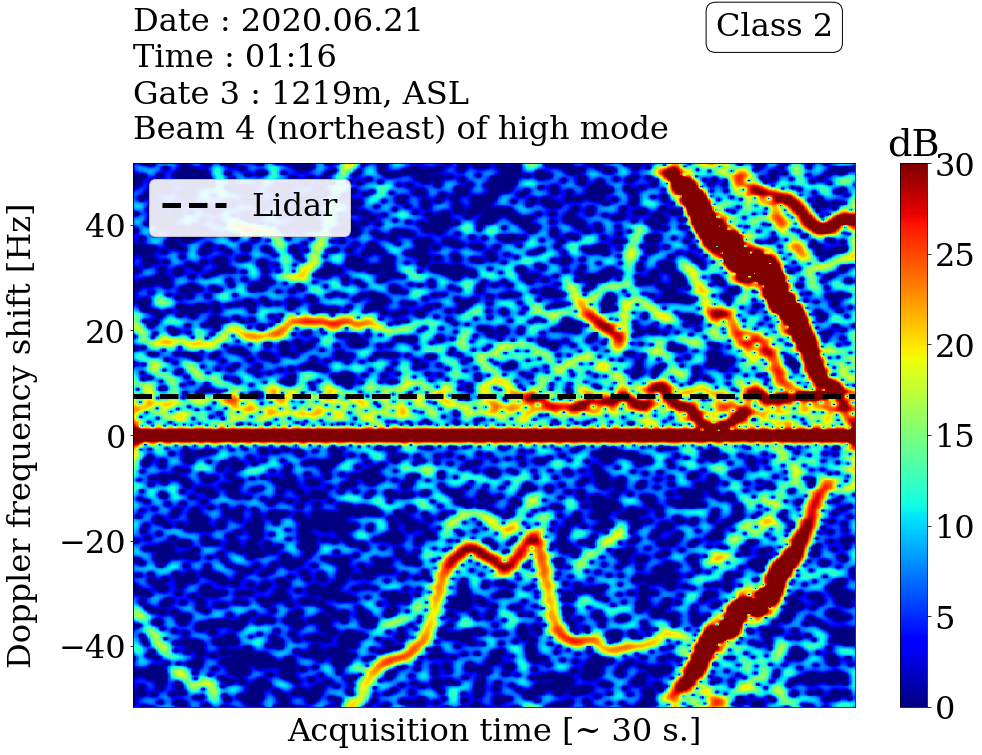 Date : 2020.06.21
Time : 01:16
Gate 3 : 1219m, ASL
Beam 4 (northeast) of high mode
Class 2
dB
Lidar
Doppler frequency shift [Hz]
40
20
0
−20
−40
Acquisition time [~ 30 s.]
30
25
20
15
10
5
0